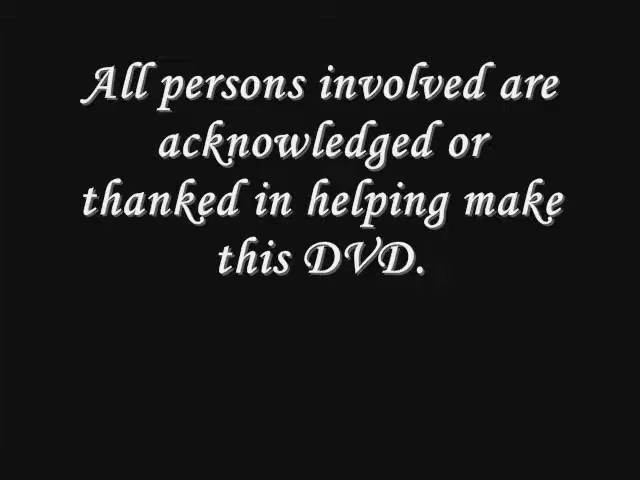 All persons involved are
acknowledged or
thanked in helping make
this DVD.